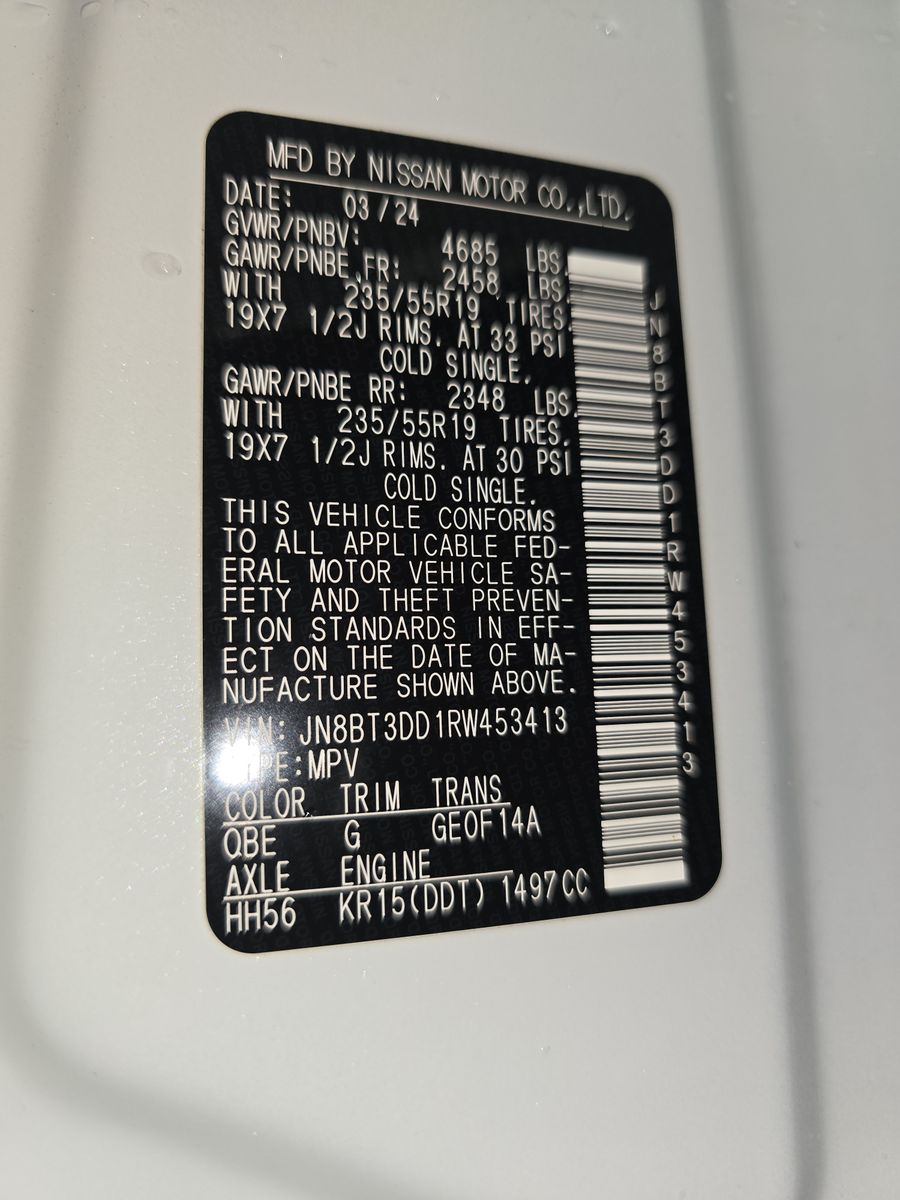 MFD BY NISSAN MOTOR CO.,LTD.
DATE: 03/24
GVWR/PNBV: 4685 LBS.
GAWR/PNBE FR: 2458 LBS.
WITH 235/55R19 TIRES.
19X7 1/2J RIMS. AT 33 PSI
COLD SINGLE.
GAWR/PNBE RR: 2348 LBS.
WITH 235/55R19 TIRES.
19X7 1/2J RIMS. AT 30 PSI
COLD SINGLE.
THIS VEHICLE CONFORMS
TO ALL APPLICABLE FED-
ERAL MOTOR VEHICLE SA-
FETY AND THEFT PREVEN-
TION STANDARDS IN EFF-
ECT ON THE DATE OF MA-
NUFACTURE SHOWN ABOVE.
VIN: JN8BT3DD1RW453413
TYPE:MPV
COLOR TRIM TRANS
QBE G GE0F14A
AXLE ENGINE
HH56 KR15(DDT) 1497CC
JN8BT3DD1RW453413